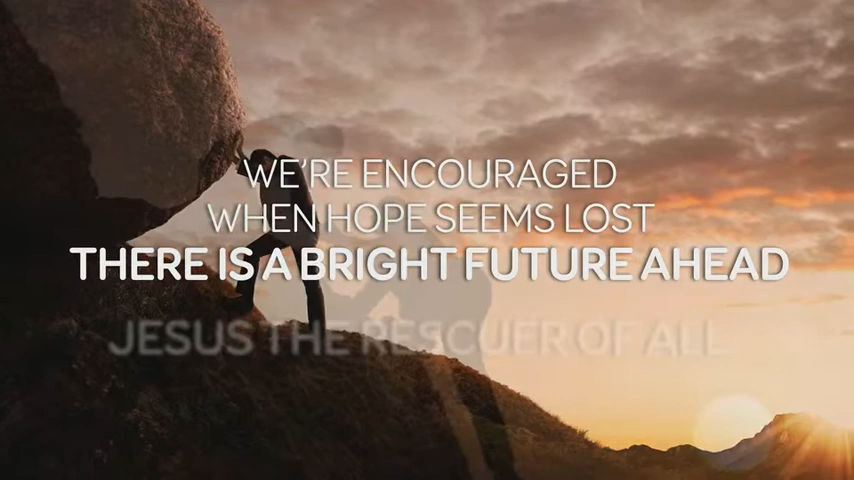 WE'RE ENCOURAGED
WHEN HOPE SEEMS LOST
THERE IS A BRIGHT FUTURE AHEAD
JESUS THE RESCUER OF ALL